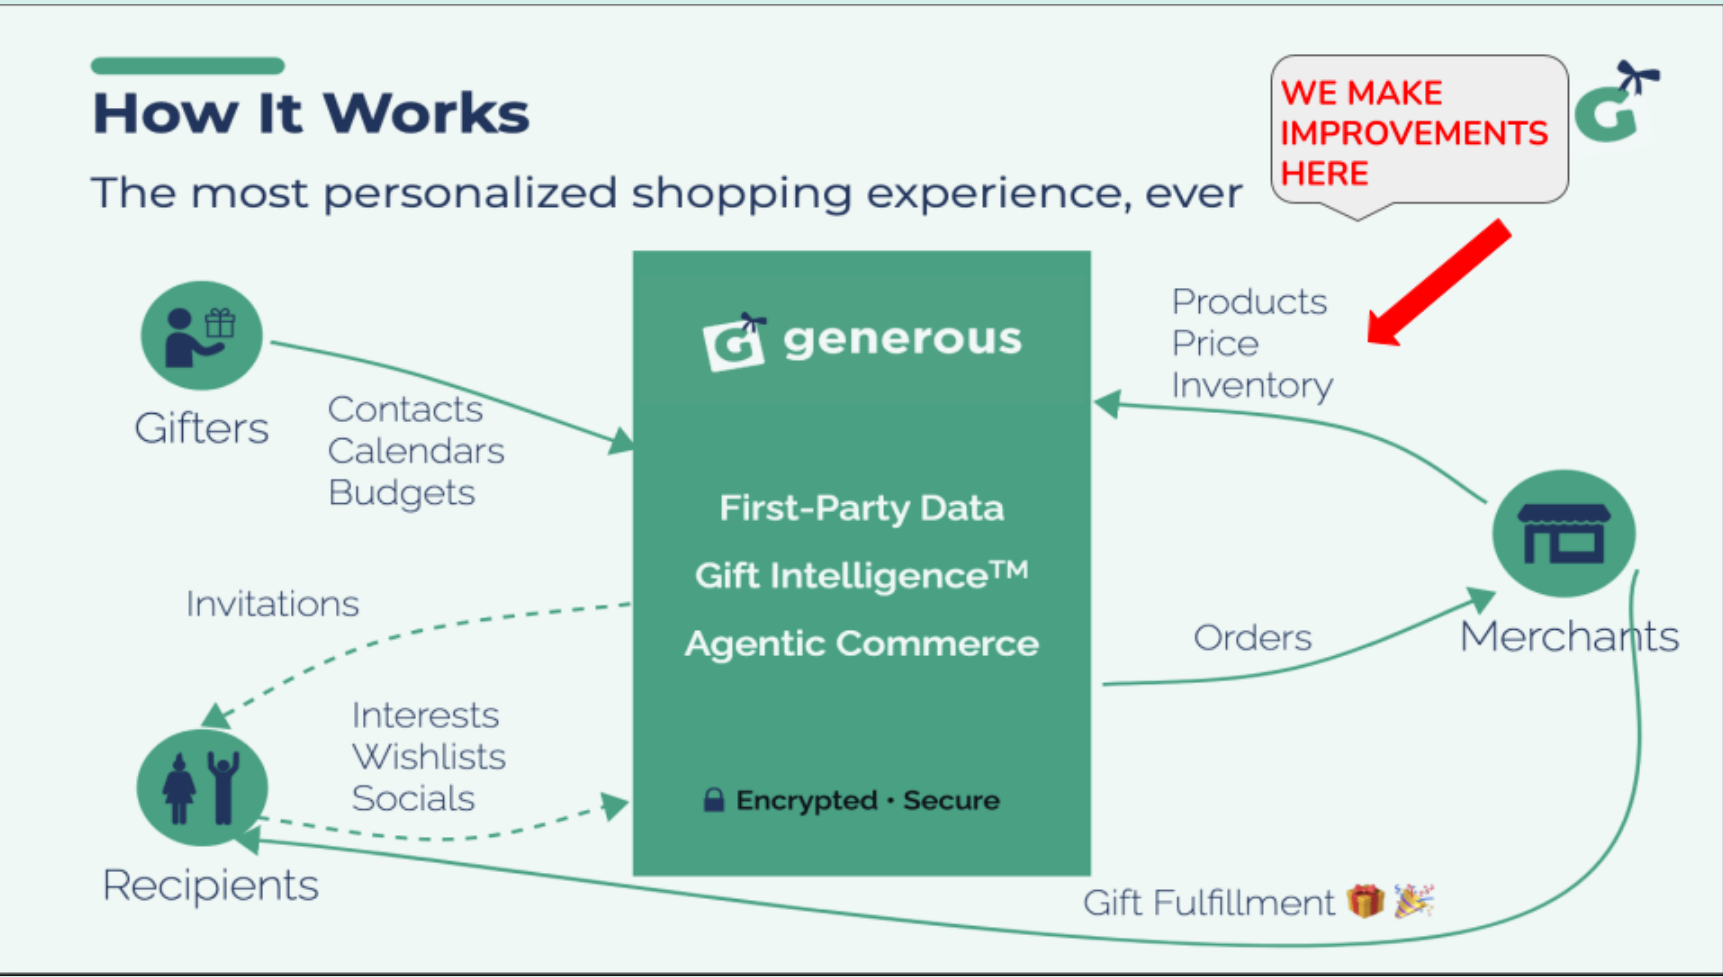 How It Works
The most personalized shopping experience, ever
WE MAKE
IMPROVEMENTS
HERE
G
Gifters
Contacts
Calendars
Budgets
G generous
First-Party Data
Gift Intelligence™
Agentic Commerce
Encrypted • Secure
Products
Price
Inventory
Orders
Merchants
Invitations
Interests
Wishlists
Socials
Recipients
Gift Fulfillment 🎁 🎉